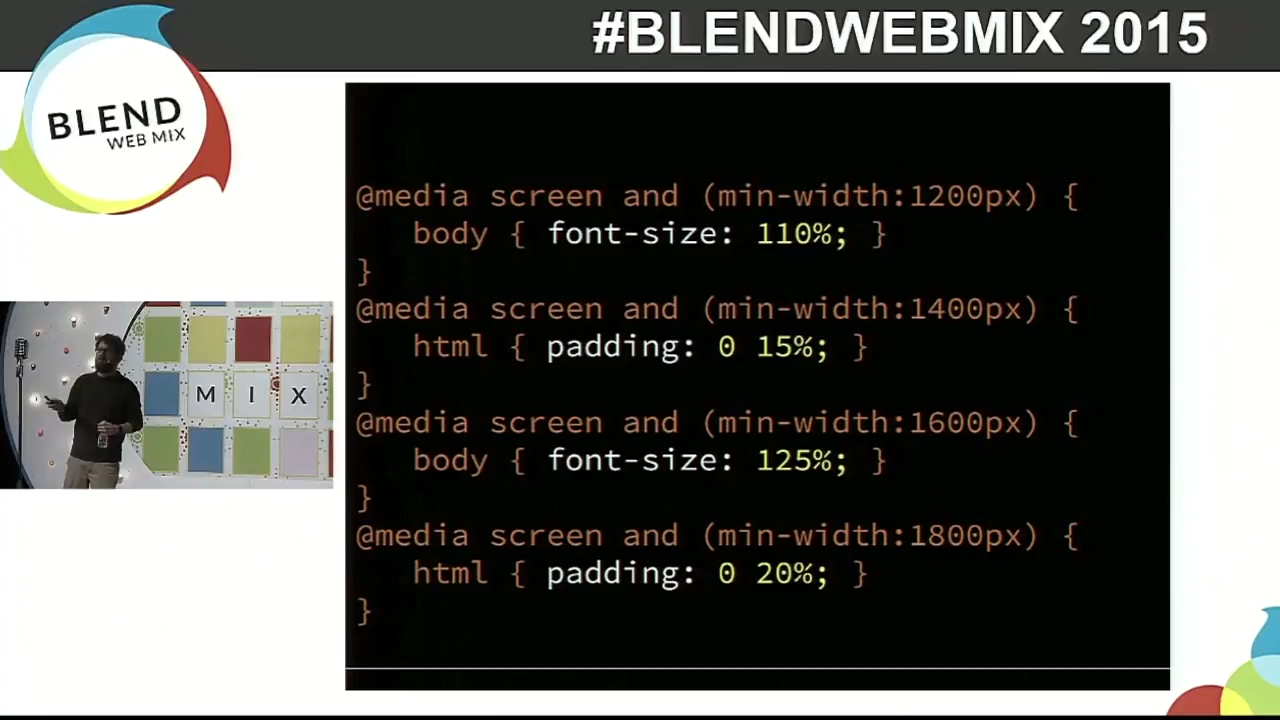 #BLENDWEBMIX 2015
BLEND
WEB MIX
@media screen and (min-width:1200px) {
body { font-size: 110%; }
}
@media screen and (min-width:1400px) {
html { padding: 0 15%; }
}
@media screen and (min-width:1600px) {
body { font-size: 125%; }
}
@media screen and (min-width:1800px) {
html { padding: 0 20%; }
}
M I X